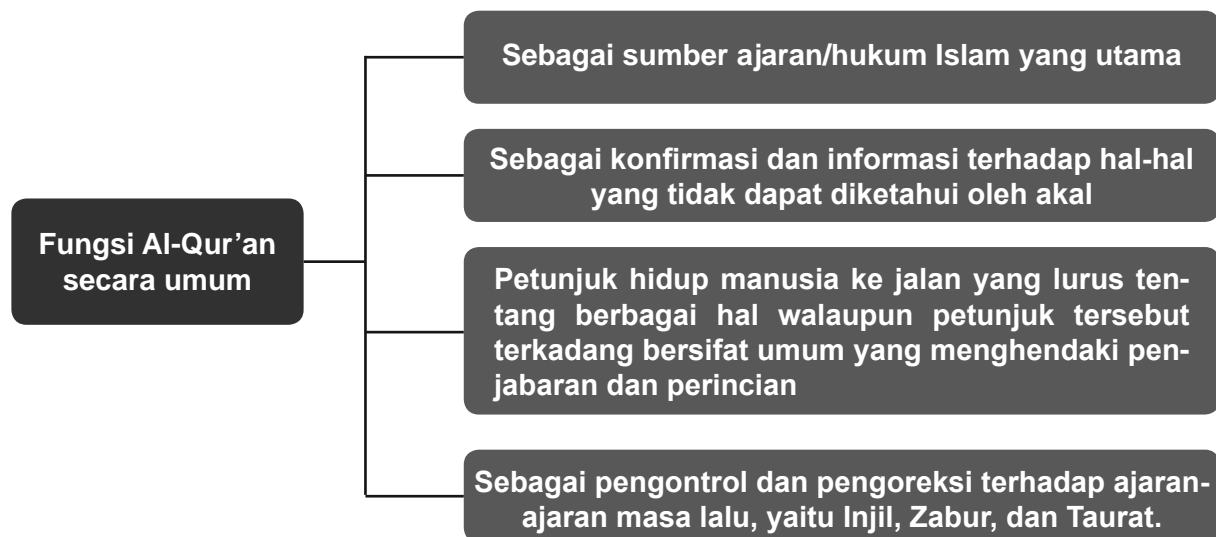 Fungsi Al-Qur’an
secara umum
Sebagai sumber ajaran/hukum Islam yang utama
Sebagai konfirmasi dan informasi terhadap hal-hal
yang tidak dapat diketahui oleh akal
Petunjuk hidup manusia ke jalan yang lurus ten-
tang berbagai hal walaupun petunjuk tersebut
terkadang bersifat umum yang menghendaki pen-
jabaran dan perincian
Sebagai pengontrol dan pengoreksi terhadap ajaran-
ajaran masa lalu, yaitu Injil, Zabur, dan Taurat.